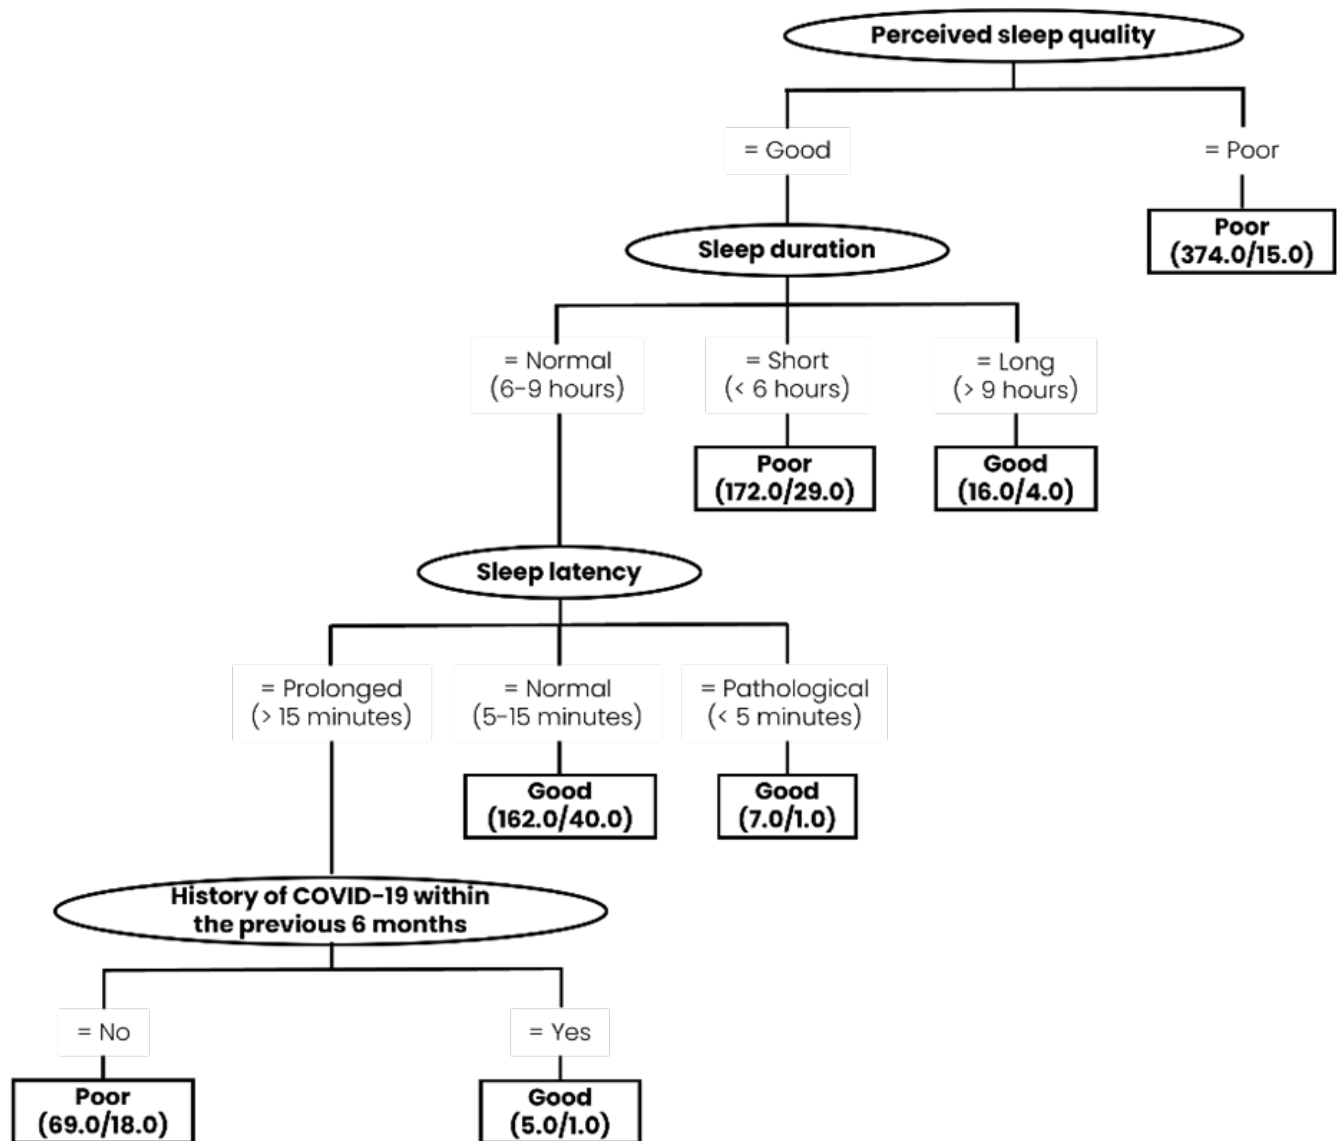 Perceived sleep quality
= Good
= Poor
Poor
(374.0/15.0)
Sleep duration
= Normal
(6-9 hours)
= Short
(< 6 hours)
= Long
(> 9 hours)
Poor
(172.0/29.0)
Good
(16.0/4.0)
Sleep latency
= Prolonged
(> 15 minutes)
= Normal
(5-15 minutes)
= Pathological
(< 5 minutes)
Good
(162.0/40.0)
Good
(7.0/1.0)
History of COVID-19 within
the previous 6 months
= No
= Yes
Poor
(69.0/18.0)
Good
(5.0/1.0)